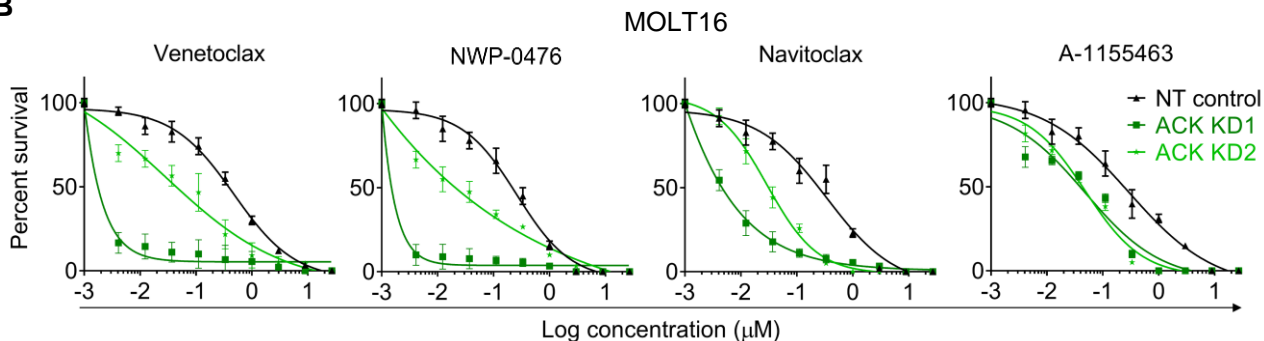 B
MOLT16
Venetoclax
NWP-0476
Navitoclax
A-1155463
Percent survival
100
50
0
-3 -2 -1 0 1
100
50
0
-3 -2 -1 0 1
100
50
0
-3 -2 -1 0 1
100
50
0
-3 -2 -1 0 1
NT control
ACK KD1
ACK KD2
Log concentration (µM)